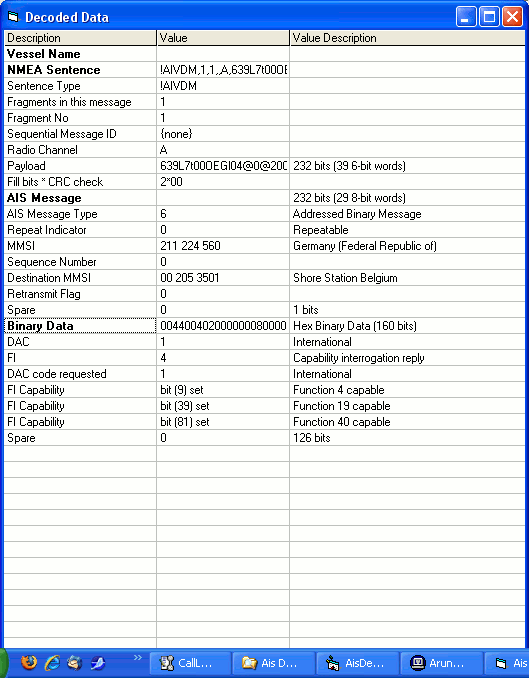 Decoded Data
Description Value Value Description
Vessel Name
NMEA Sentence !AIVDM,1,1,,A,639L7t00OE
Sentence Type !AIVDM
Fragments in this message 1
Fragment No 1
Sequential Message ID {none}
Radio Channel A
Payload 639L7t00OEGI04@0@20C 232 bits (39 6-bit words)
Fill bits * CRC check 2*00
AIS Message 232 bits (29 8-bit words)
AIS Message Type 6 Addressed Binary Message
Repeat Indicator 0 Repeatable
MMSI 211 224 560 Germany (Federal Republic of)
Sequence Number 0
Destination MMSI 00 205 3501 Shore Station Belgium
Retransmit Flag 0
Spare 0 1 bits
Binary Data 004400402000000080000 Hex Binary Data (160 bits)
DAC 1 International
FI 4 Capability interrogation reply
DAC code requested 1 International
FI Capability bit (9) set Function 4 capable
FI Capability bit (39) set Function 19 capable
FI Capability bit (81) set Function 40 capable
Spare 0 126 bits
CallL... Ais D... AisDe... Arun... Ais